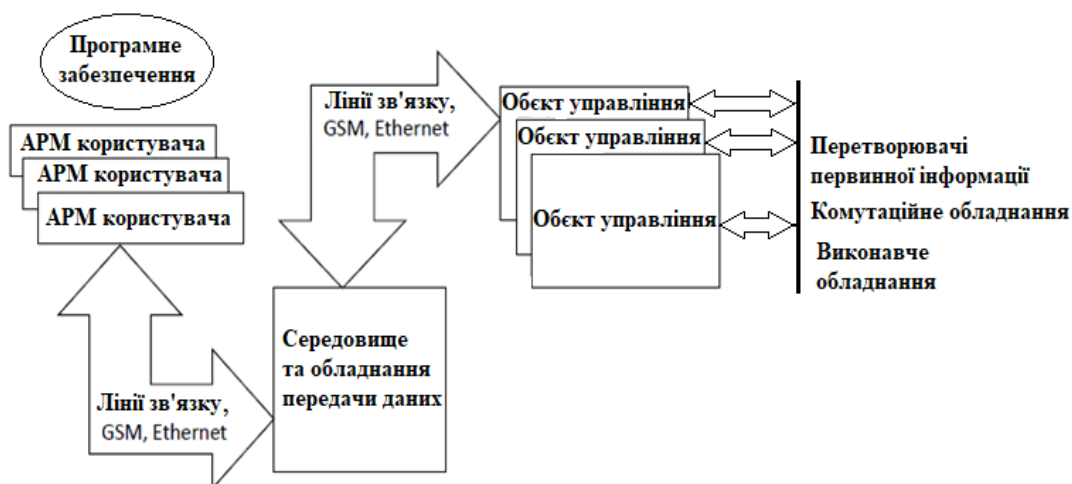 Програмне
забезпечення
АРМ користувача
АРМ користувача
АРМ користувача
Лінії зв'язку,
GSM, Ethernet
Середовище
та обладнання
передачи даних
Лінії зв'язку,
GSM, Ethernet
Обєкт управління
Обєкт управління
Обєкт управління
Перетворювачі
первинної інформації
Комутаційне обладнання
Виконавче
обладнання